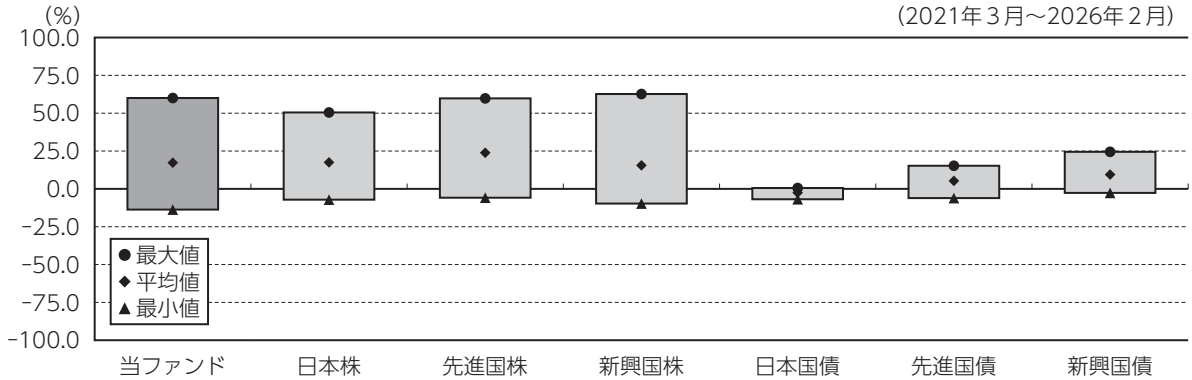 (%)
(2021年3月～2026年2月)
100.0
75.0
50.0
25.0
0.0
-25.0
-50.0
-75.0
-100.0
●最大値
◆平均値
▲最小値
当ファンド 日本株 先進国株 新興国株 日本国債 先進国債 新興国債